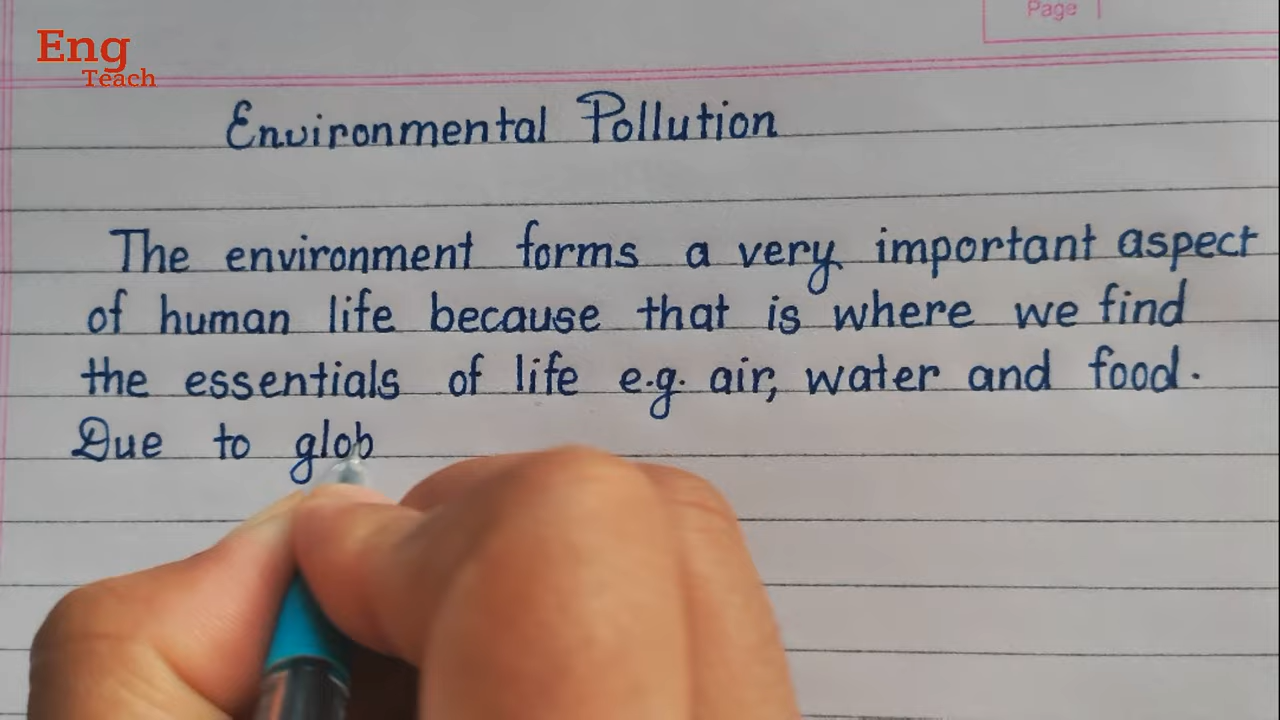 Eng
Teach
Page
Environmental Pollution
The environment forms a very important aspect
of human life because that is where we find
the essentials of life e.g. air, water and food.
Due to glob